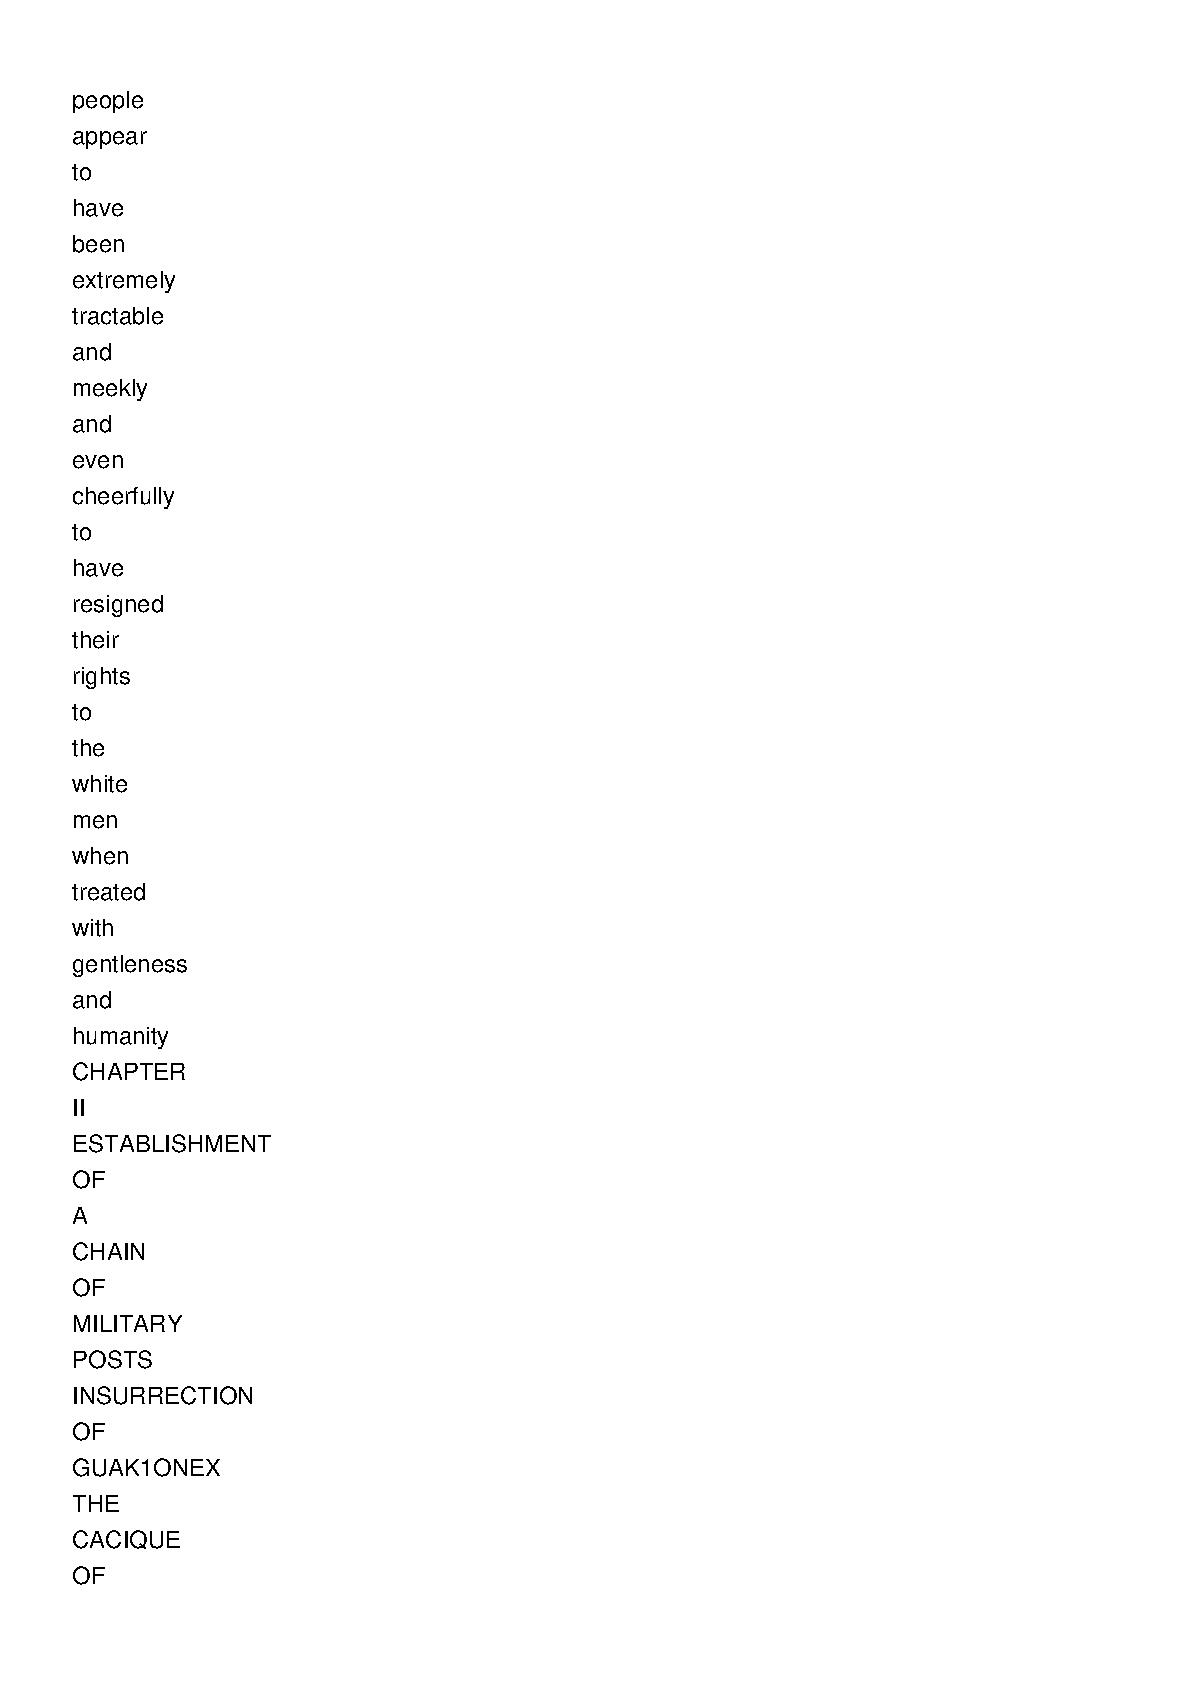 people
appear
to
have
been
extremely
tractable
and
meekly
and
even
cheerfully
to
have
resigned
their
rights
to
the
white
men
when
treated
with
gentleness
and
humanity
CHAPTER
II
ESTABLISHMENT
OF
A
CHAIN
OF
MILITARY
POSTS
INSURRECTION
OF
GUAK1ONEX
THE
CACIQUE
OF